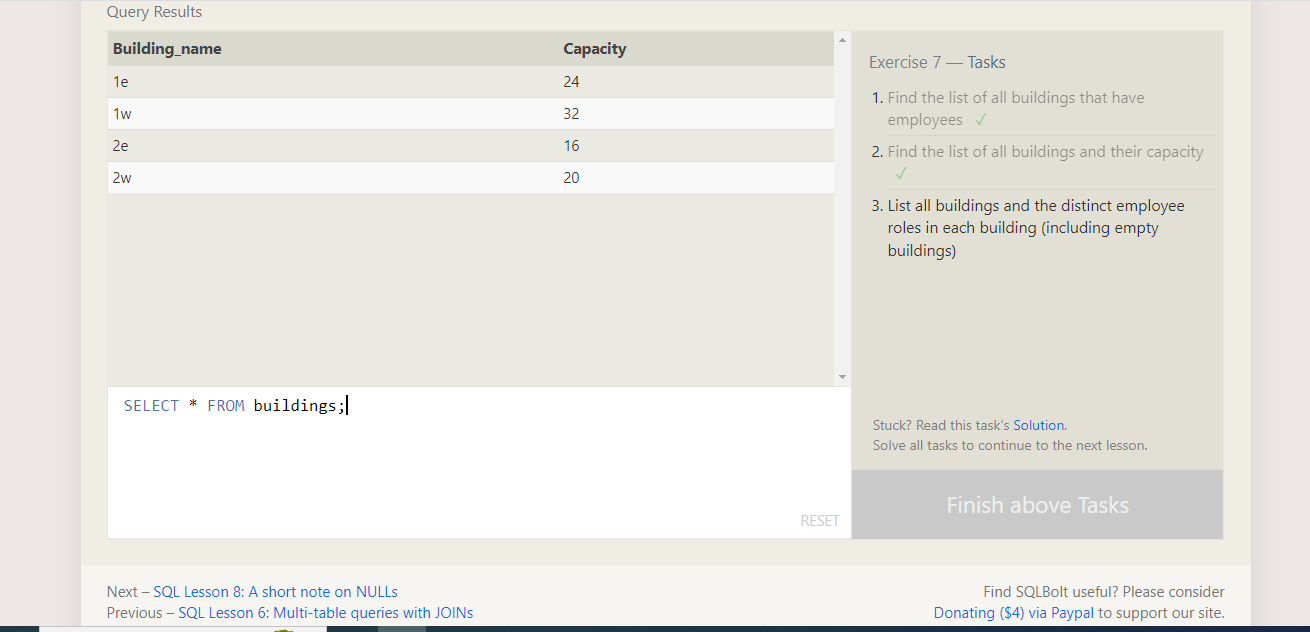 Query Results
Building_name Capacity
1e 24
1w 32
2e 16
2w 20
SELECT * FROM buildings;
RESET
Exercise 7 — Tasks
1. Find the list of all buildings that have
employees ✓
2. Find the list of all buildings and their capacity
✓
3. List all buildings and the distinct employee
roles in each building (including empty
buildings)
Stuck? Read this task's Solution.
Solve all tasks to continue to the next lesson.
Finish above Tasks
Next – SQL Lesson 8: A short note on NULLs
Previous – SQL Lesson 6: Multi-table queries with JOINs
Find SQLBolt useful? Please consider
Donating ($4) via Paypal to support our site.